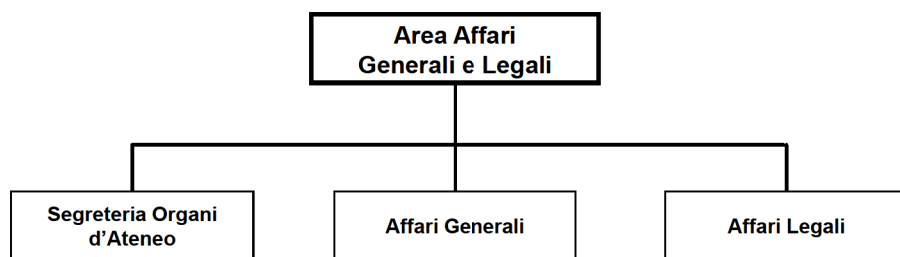 Area Affari
Generali e Legali
Segreteria Organi
d'Ateneo
Affari Generali
Affari Legali